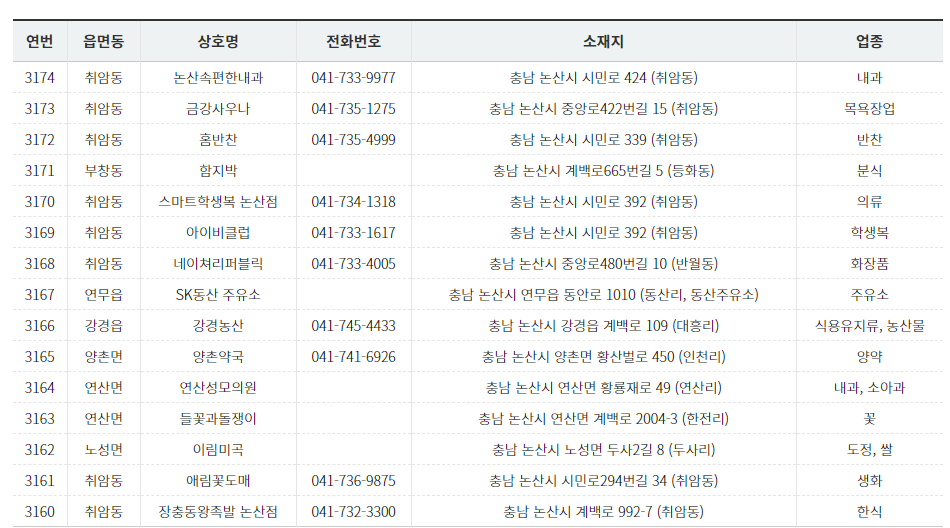 연번 읍면동 상호명 전화번호 소재지 업종
3174 취암동 논산속편한내과 041-733-9977 충남 논산시 시민로 424 (취암동) 내과
3173 취암동 금강사우나 041-735-1275 충남 논산시 중앙로422번길 15 (취암동) 목욕장업
3172 취암동 홈반찬 041-735-4999 충남 논산시 시민로 339 (취암동) 반찬
3171 부창동 함지박 충남 논산시 계백로665번길 5 (등화동) 분식
3170 취암동 스마트학생복 논산점 041-734-1318 충남 논산시 시민로 392 (취암동) 의류
3169 취암동 아이비클럽 041-733-1617 충남 논산시 시민로 392 (취암동) 학생복
3168 취암동 네이쳐리퍼블릭 041-733-4005 충남 논산시 중앙로480번길 10 (반월동) 화장품
3167 연무읍 SK동산 주유소 충남 논산시 연무읍 동안로 1010 (동산리, 동산주유소) 주유소
3166 강경읍 강경농산 041-745-4433 충남 논산시 강경읍 계백로 109 (대흥리) 식용유지류, 농산물
3165 양촌면 양촌약국 041-741-6926 충남 논산시 양촌면 황산벌로 450 (인천리) 양약
3164 연산면 연산성모의원 충남 논산시 연산면 황룡재로 49 (연산리) 내과, 소아과
3163 연산면 들꽃과돌쟁이 충남 논산시 연산면 계백로 2004-3 (한전리) 꽃
3162 노성면 이림미곡 충남 논산시 노성면 두사2길 8 (두사리) 도정, 쌀
3161 취암동 애림꽃도매 041-736-9875 충남 논산시 시민로294번길 34 (취암동) 생화
3160 취암동 장충동왕족발 논산점 041-732-3300 충남 논산시 계백로 992-7 (취암동) 한식